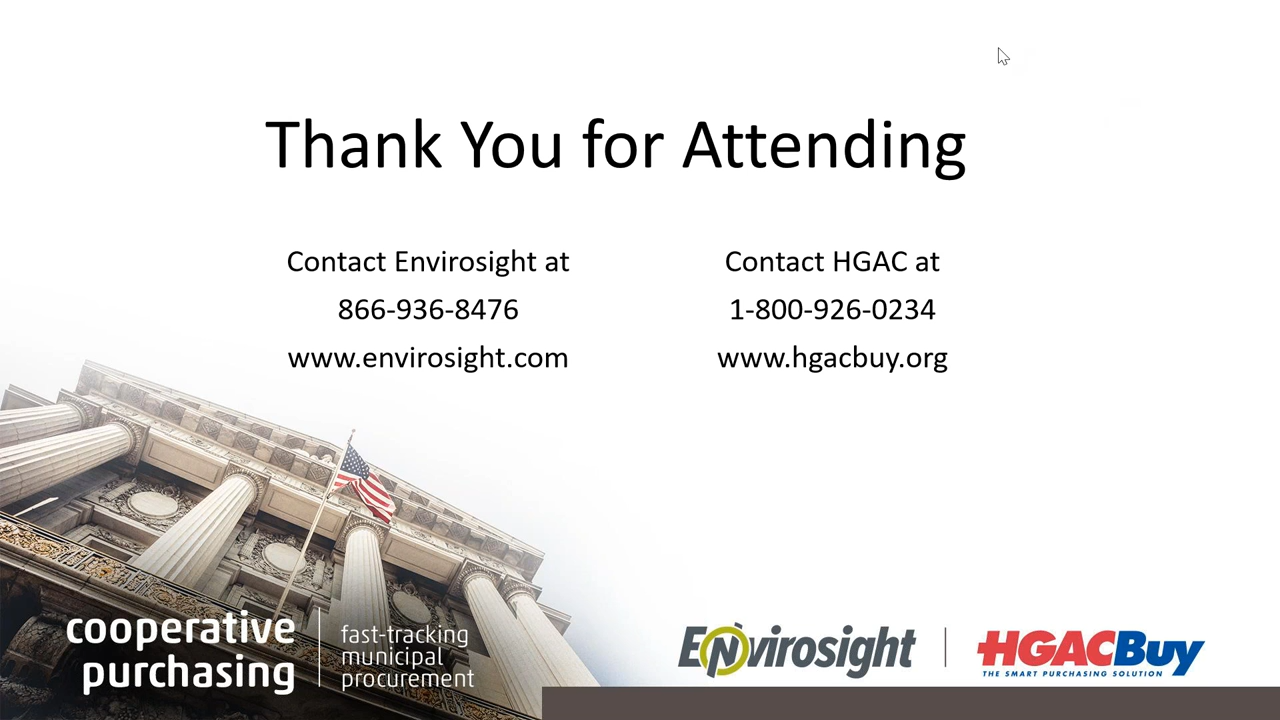 Thank You for Attending
Contact Envirosight at
866-936-8476
www.envirosight.com
Contact HGAC at
1-800-926-0234
www.hgacbuy.org
cooperative
purchasing
fast-tracking
municipal
procurement
Envirosight
HGACBuy
THE SMART PURCHASING SOLUTION